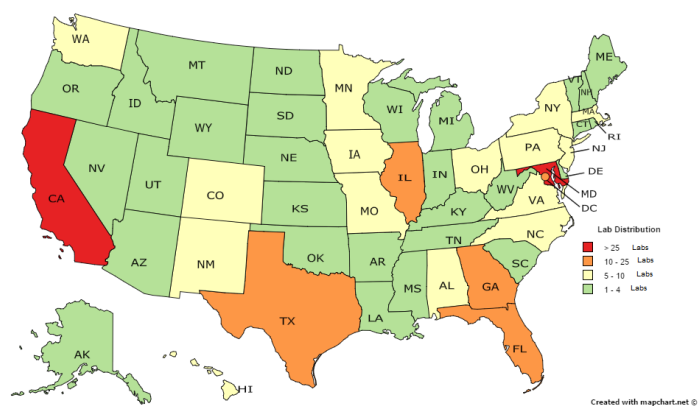 WA
MT
ND
MN
ME
OR
ID
SD
WI
MI
VT
NH
NY
MA
WY
CT
RI
NE
IA
PA
NJ
NV
UT
CO
IL
IN
OH
DE
CA
WV
MD
KS
MO
KY
VA
DC
AZ
NM
OK
AR
TN
NC
SC
MS
AL
GA
TX
LA
FL
AK
HI
Lab Distribution
> 25 Labs
10 - 25 Labs
5 - 10 Labs
1 - 4 Labs
Created with mapchart.net ©